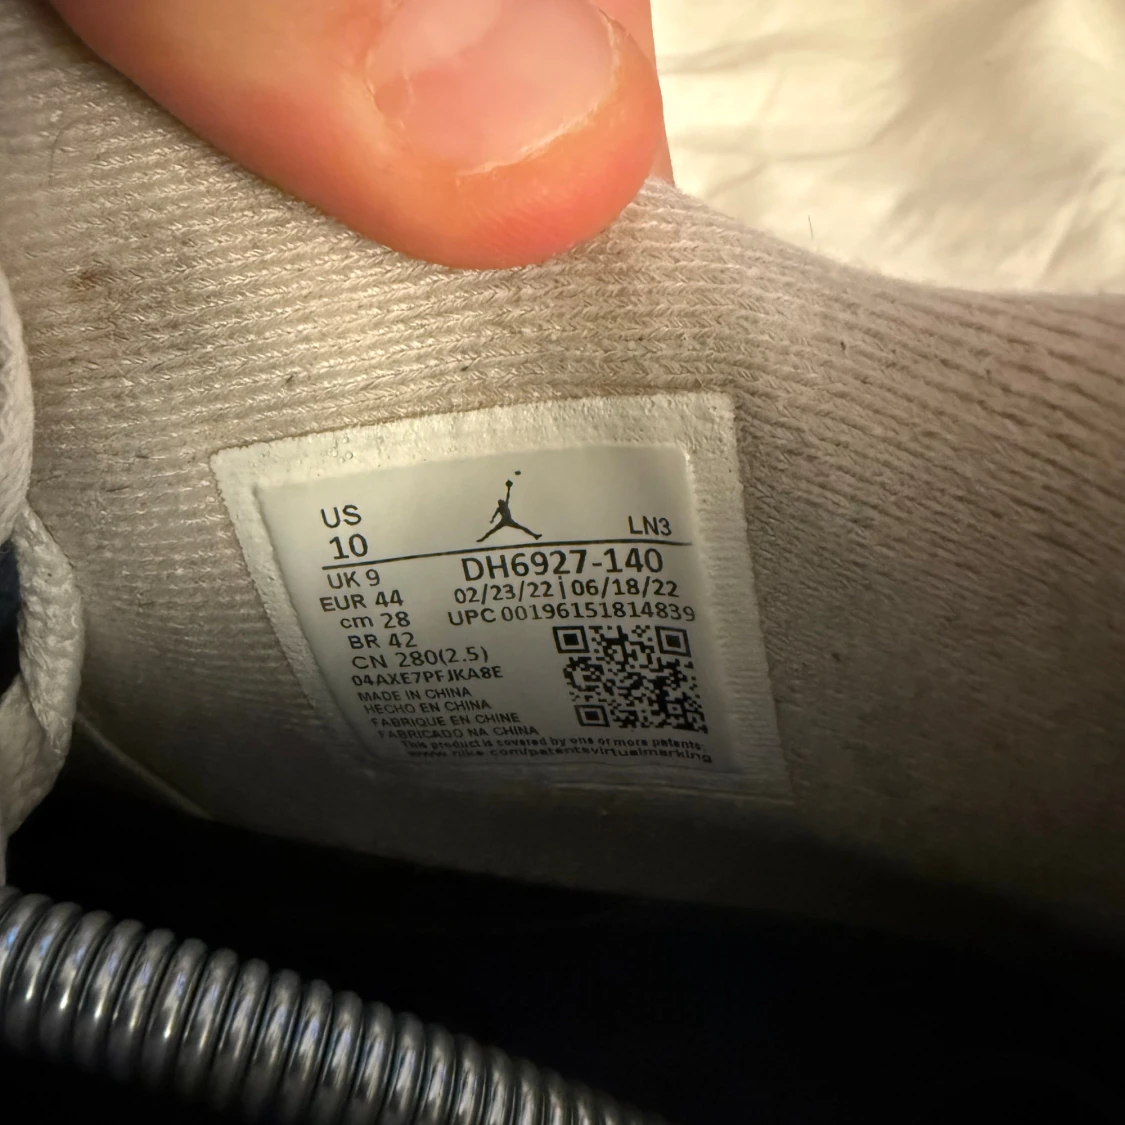 US
10
LN3
DH6927-140
UK 9
02/23/22 | 06/18/22
EUR 44
UPC 00196151814839
cm 28
BR 42
CN 280(2.5)
04AXE7PFJKA8E
MADE IN CHINA
HECHO EN CHINA
FABRIQUE EN CHINE
FABRICADO NA CHINA
This product is covered by one or more patents
www.nike.com/patentsvirtualmarking